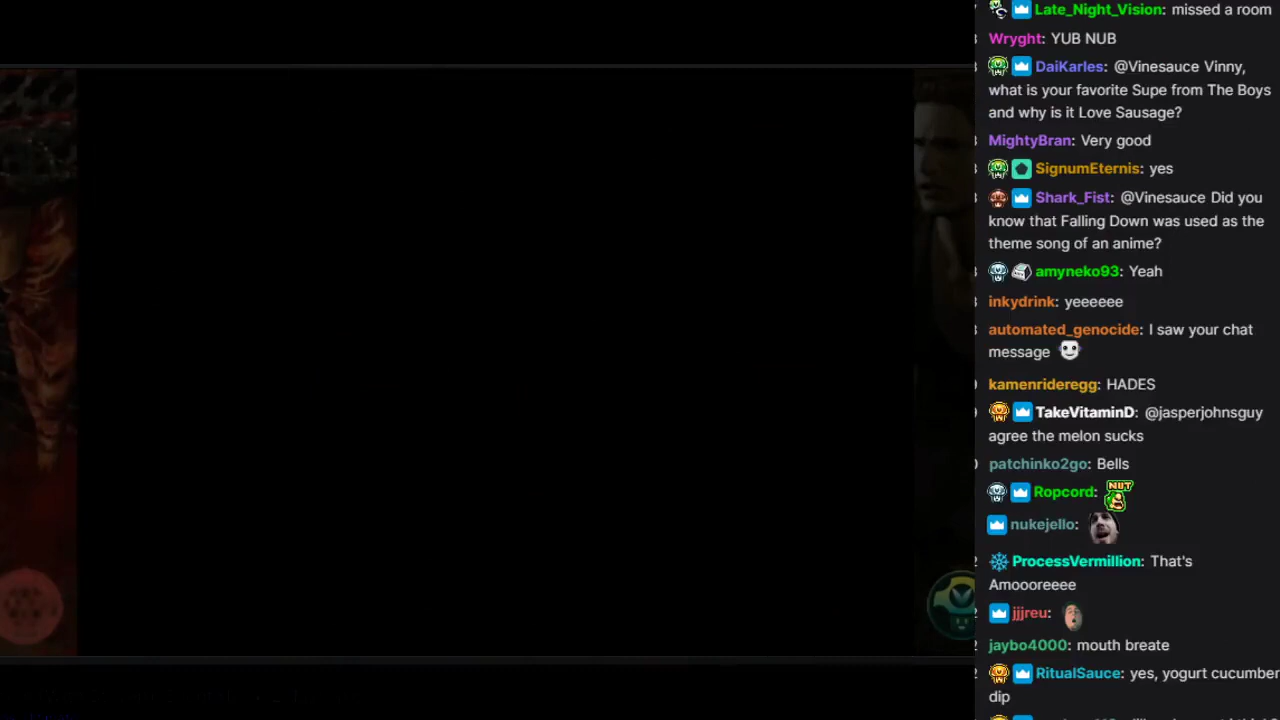 Late_Night_Vision: missed a room
Wryght: YUB NUB
DaiKarles: @Vinesauce Vinny,
what is your favorite Supe from The Boys
and why is it Love Sausage?
MightyBran: Very good
SignumEternis: yes
Shark_Fist: @Vinesauce Did you
know that Falling Down was used as the
theme song of an anime?
amyneko93: Yeah
inkydrink: yeeeeee
automated_genocide: I saw your chat
message
kamenrideregg: HADES
TakeVitaminD: @jasperjohnsguy
agree the melon sucks
patchinko2go: Bells
Ropcord: NUT
nukejello:
ProcessVermillion: That's
Amoooreeee
jjjreu:
jaybo4000: mouth breate
RitualSauce: yes, yogurt cucumber
dip